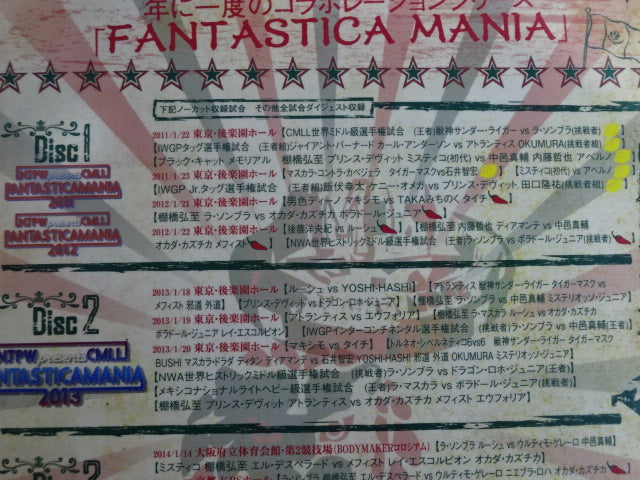 年に一度のコラボレーションシリーズ
「FANTASTICA MANIA」
下記ノーカット収録試合 その他全試合ダイジェスト収録
Disc 1
NJPW presents CMLL
FANTASTICAMANIA
2011
NJPW presents CMLL
FANTASTICAMANIA
2012
2011/1/22 東京・後楽園ホール 【CMLL世界ミドル級選手権試合 (王者)獣神サンダー・ライガー vs ラ・ソンブラ(挑戦者)】
【IWGPタッグ選手権試合 (王者組)ジャイアント・バーナード カール・アンダーソン vs アトランティス OKUMURA(挑戦者組)】
【ブラック・キャット メモリアル 棚橋弘至 プリンス・デヴィット ミスティコ(初代) vs 中邑真輔 内藤哲也 アベルノ】
2011/1/23 東京・後楽園ホール 【マスカラ・コントラ・カベジェラ タイガーマスクvs石井智宏】 【ミスティコ(初代) vs アベルノ】
【IWGP Jr.タッグ選手権試合 (王者組)飯伏幸太 ケニー・オメガ vs プリンス・デヴィット 田口隆祐(挑戦者組)】
2012/1/21 東京・後楽園ホール 【男色ディーノ マキシモ vs TAKAみちのく タイチ】
【棚橋弘至 ラ・ソンブラ vs オカダ・カズチカ ボラドール・ジュニア】
2012/1/22 東京・後楽園ホール 【後藤洋央紀 vs ルーシュ】 【棚橋弘至 内藤哲也 ディアマンテ vs 中邑真輔
オカダ・カズチカ メフィスト】 【NWA世界ヒストリックミドル級選手権試合 (王者)ラ・ソンブラ vs ボラドール・ジュニア(挑戦者)】
Disc 2
NJPW presents CMLL
FANTASTICAMANIA
2013
2013/1/18 東京・後楽園ホール 【ルーシュ vs YOSHI-HASHI】 【アトランティス 獣神サンダー・ライガー タイガーマスク vs
メフィスト 邪道 外道】 【プリンス・デヴィット vs ドラゴン・ロホ・ジュニア】 【棚橋弘至 ラ・ソンブラ vs 中邑真輔 ミステリオッソ・ジュニア】
2013/1/19 東京・後楽園ホール 【アトランティス vs エウフォリア】 【棚橋弘至 ラ・マスカラ ルーシュ vs オカダ・カズチカ
ボラドール・ジュニア レイ・エスコルピオン】 【IWGPインターコンチネンタル選手権試合 (挑戦者)ラ・ソンブラ vs 中邑真輔(王者)】
2013/1/20 東京・後楽園ホール 【マキシモ vs タイチ】 【トルネオ・シベルネティコ6vs6 獣神サンダー・ライガー タイガーマスク
BUSHI マスカラ・ドラダ ディタン ディアマンテ vs 石井智宏 YOSHI-HASHI 邪道 外道 OKUMURA ミステリオッソ・ジュニア】
【NWA世界ヒストリックミドル級選手権試合 (挑戦者)ラ・ソンブラ vs ドラゴン・ロホ・ジュニア(王者)】
【メキシコナショナルライトヘビー級選手権試合 (王者)ラ・マスカラ vs ボラドール・ジュニア(挑戦者)】
【棚橋弘至 プリンス・デヴィット アトランティス vs オカダ・カズチカ メフィスト エウフォリア】
2014/1/14 大阪府立体育会館・第2競技場(BODYMAKERコロシアム) 【ラ・ソンブラ ルーシュ vs ウルティモ・ゲレーロ 中邑真輔】
【ミスティコ 棚橋弘至 エル・デスペラード vs メフィスト レイ・エスコルピオン オカダ・カズチカ】